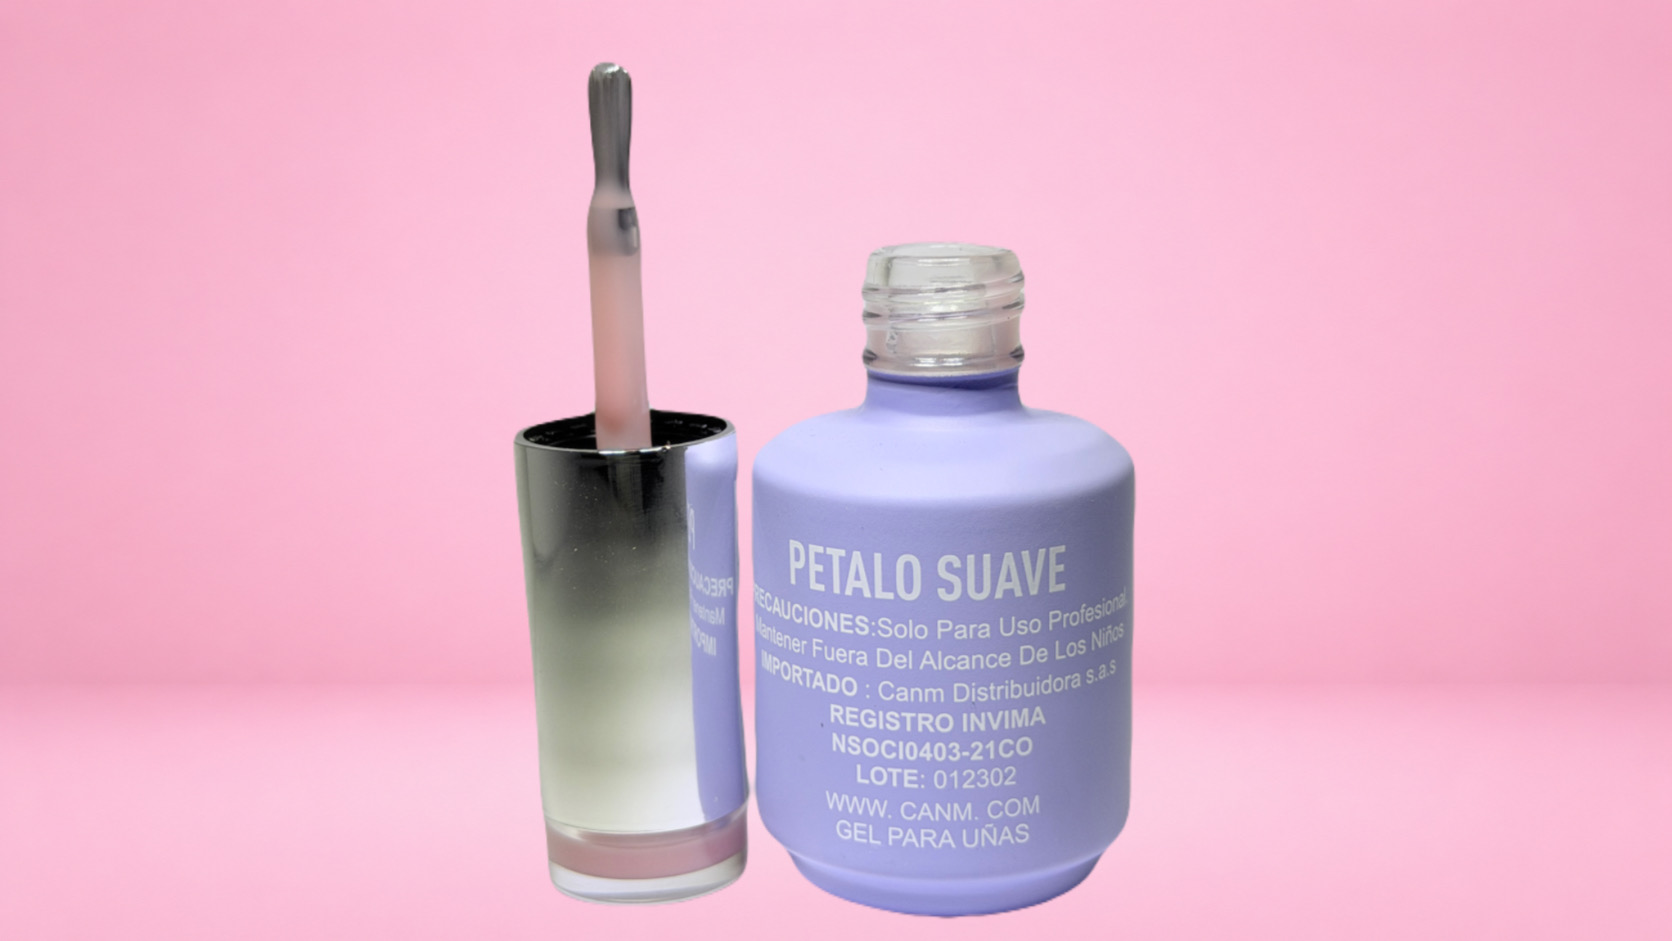 PETALO SUAVE
PRECAUCIONES:Solo Para Uso Profesional
Mantener Fuera Del Alcance De Los Niños
IMPORTADO : Canm Distribuidora s.a.s
REGISTRO INVIMA
NSOCI0403-21CO
LOTE: 012302
WWW. CANM. COM
GEL PARA UÑAS